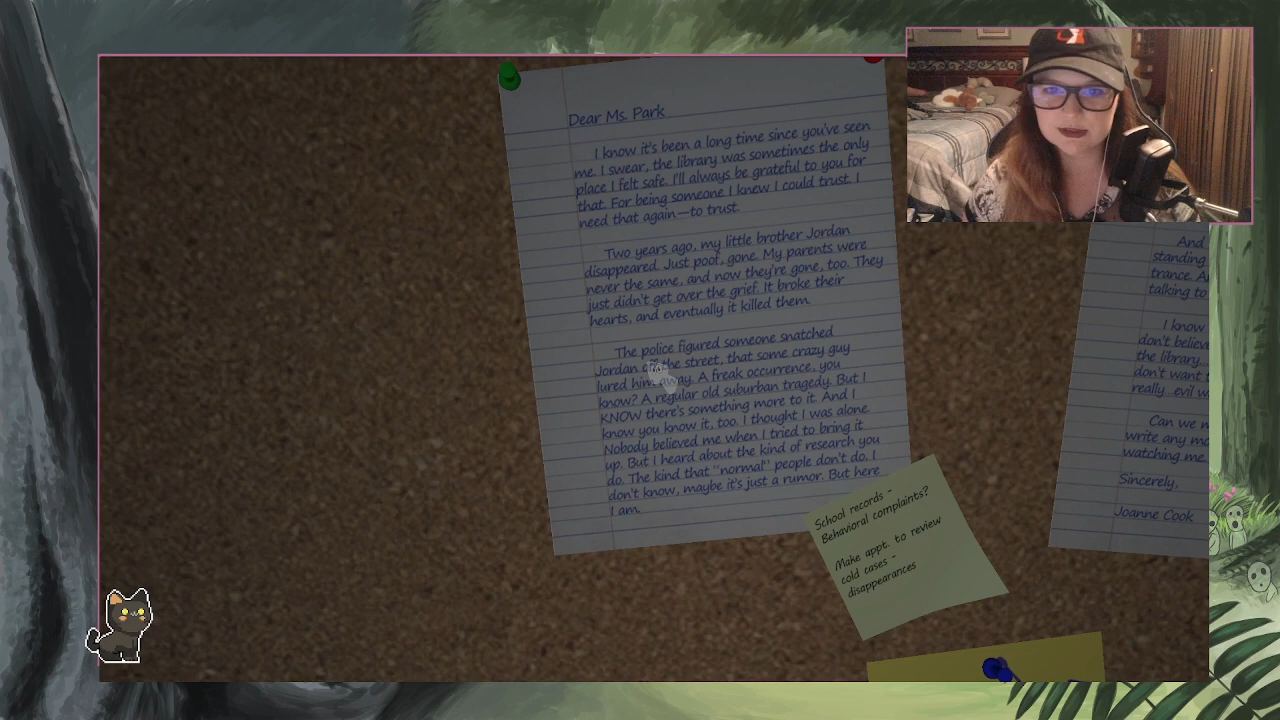 Dear Ms. Park
I know it's been a long time since you've seen
me. I swear, the library was sometimes the only
place I felt safe. I'll always be grateful to you for
that. For being someone I knew I could trust. I
need that again—to trust.
Two years ago, my little brother Jordan
disappeared. Just poof, gone. My parents were
never the same, and now they're gone, too. They
just didn't get over the grief. It broke their
hearts, and eventually it killed them.
The police figured someone snatched
Jordan off the street, that some crazy guy
lured him away. A freak occurrence, you
know? A regular old suburban tragedy. But I
KNOW there's something more to it. And I
know you know it, too. I thought I was alone.
Nobody believed me when I tried to bring it
up. But I heard about the kind of research you
do. The kind that "normal" people don't do. I
don't know, maybe it's just a rumor. But here
I am.
School records -
Behavioral complaints?
Make appt. to review
cold cases -
disappearances
And
standing
trance. A
talking to
I know
don't believ
the library.
don't want t
really evil w
Can we m
write any mo
watching me.
Sincerely,
Joanne Cook